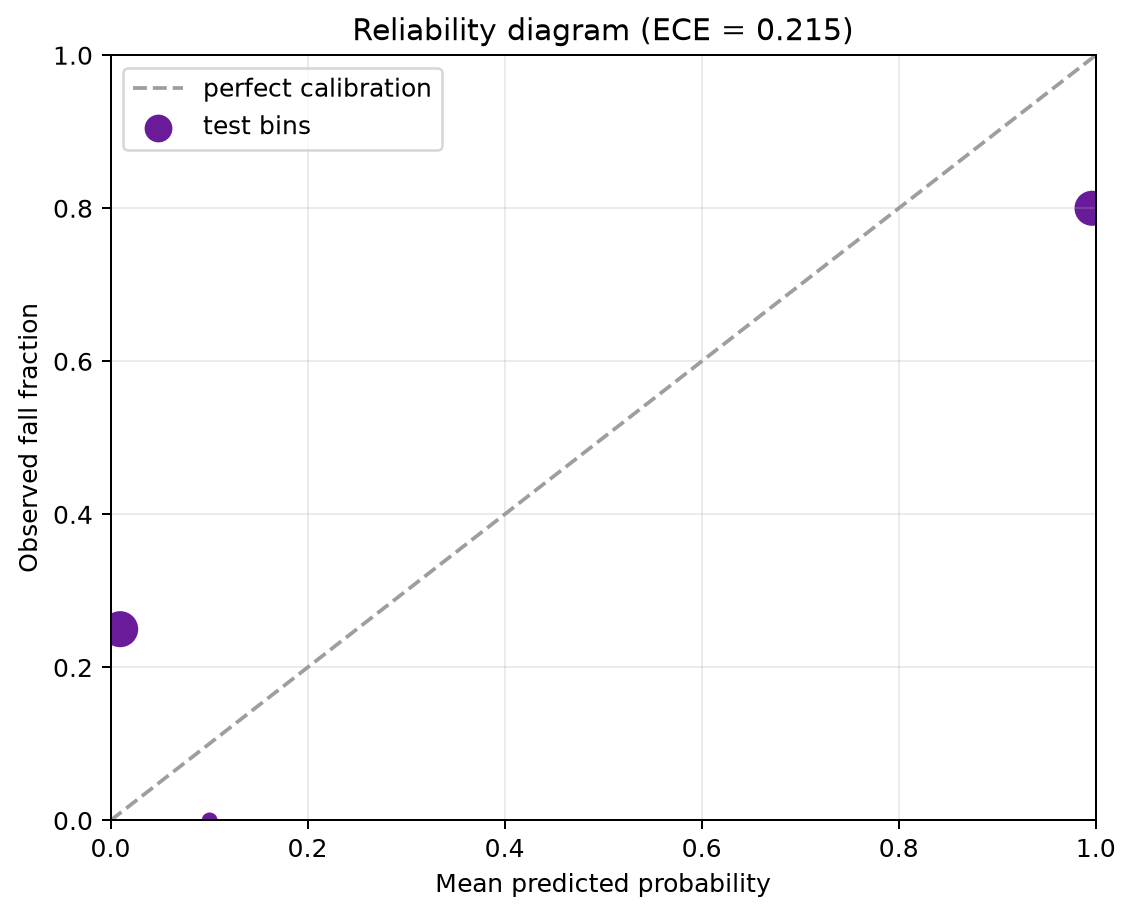 Reliability diagram (ECE = 0.215)
perfect calibration
test bins
Observed fall fraction
1.0
0.8
0.6
0.4
0.2
0.0
0.0 0.2 0.4 0.6 0.8 1.0
Mean predicted probability